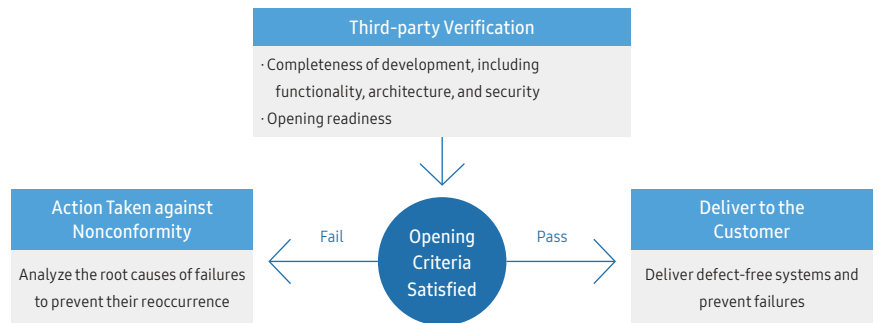 Third-party Verification
· Completeness of development, including
functionality, architecture, and security
· Opening readiness
Action Taken against
Nonconformity
Analyze the root causes of failures
to prevent their reoccurrence
Fail
Opening
Criteria
Satisfied
Pass
Deliver to the
Customer
Deliver defect-free systems and
prevent failures